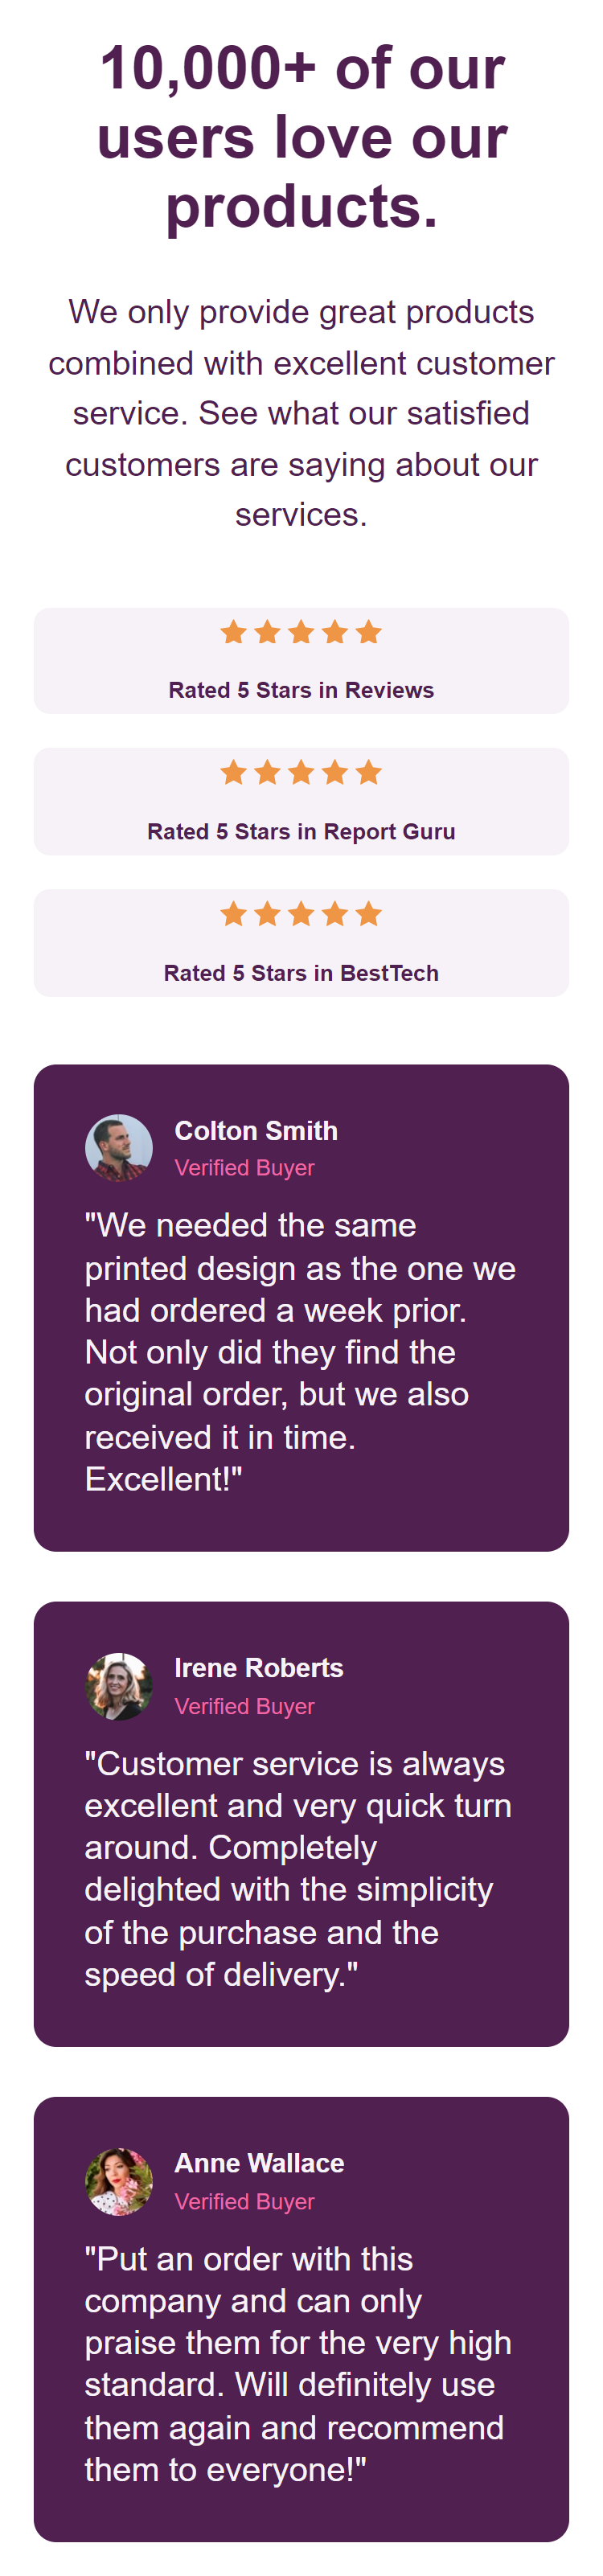 10,000+ of our
users love our
products.
We only provide great products
combined with excellent customer
service. See what our satisfied
customers are saying about our
services.
Rated 5 Stars in Reviews
Rated 5 Stars in Report Guru
Rated 5 Stars in BestTech
Colton Smith
Verified Buyer
"We needed the same
printed design as the one we
had ordered a week prior.
Not only did they find the
original order, but we also
received it in time.
Excellent!"
Irene Roberts
Verified Buyer
"Customer service is always
excellent and very quick turn
around. Completely
delighted with the simplicity
of the purchase and the
speed of delivery."
Anne Wallace
Verified Buyer
"Put an order with this
company and can only
praise them for the very high
standard. Will definitely use
them again and recommend
them to everyone!"